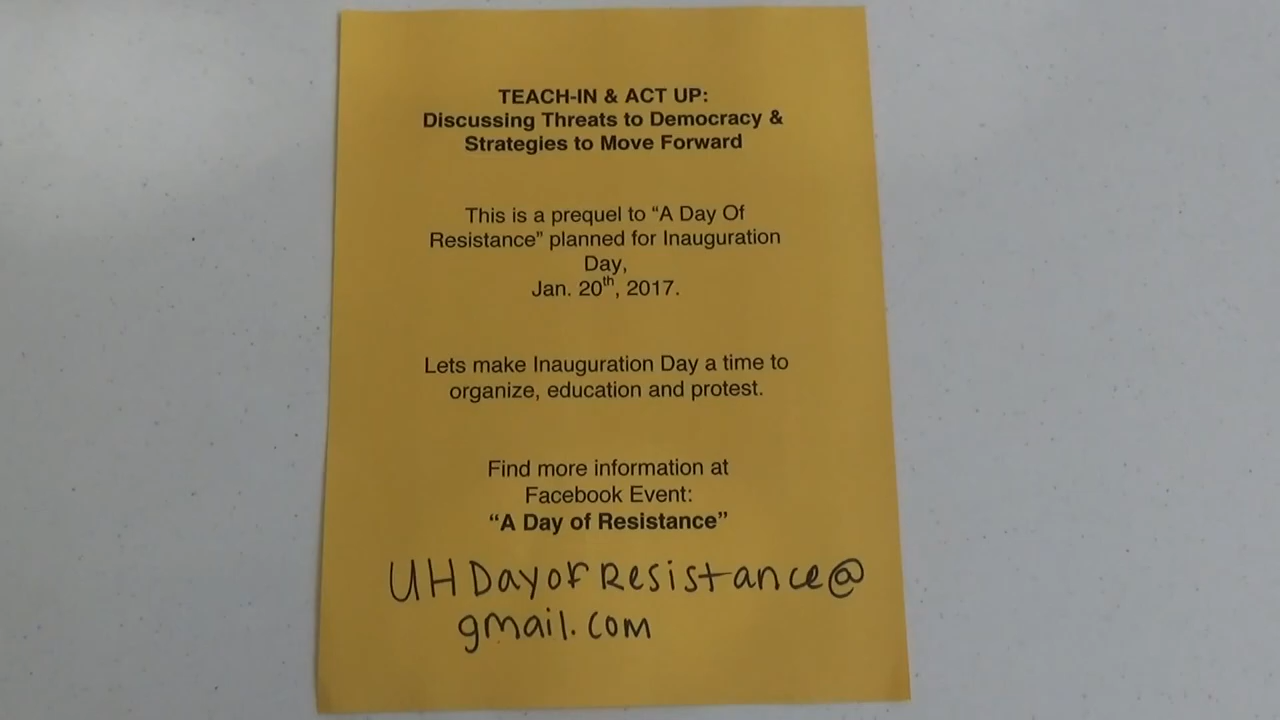 TEACH-IN & ACT UP:
Discussing Threats to Democracy &
Strategies to Move Forward
This is a prequel to “A Day Of
Resistance” planned for Inauguration
Day,
Jan. 20th, 2017.
Lets make Inauguration Day a time to
organize, education and protest.
Find more information at
Facebook Event:
“A Day of Resistance”
UHDayofResistance@
gmail.com